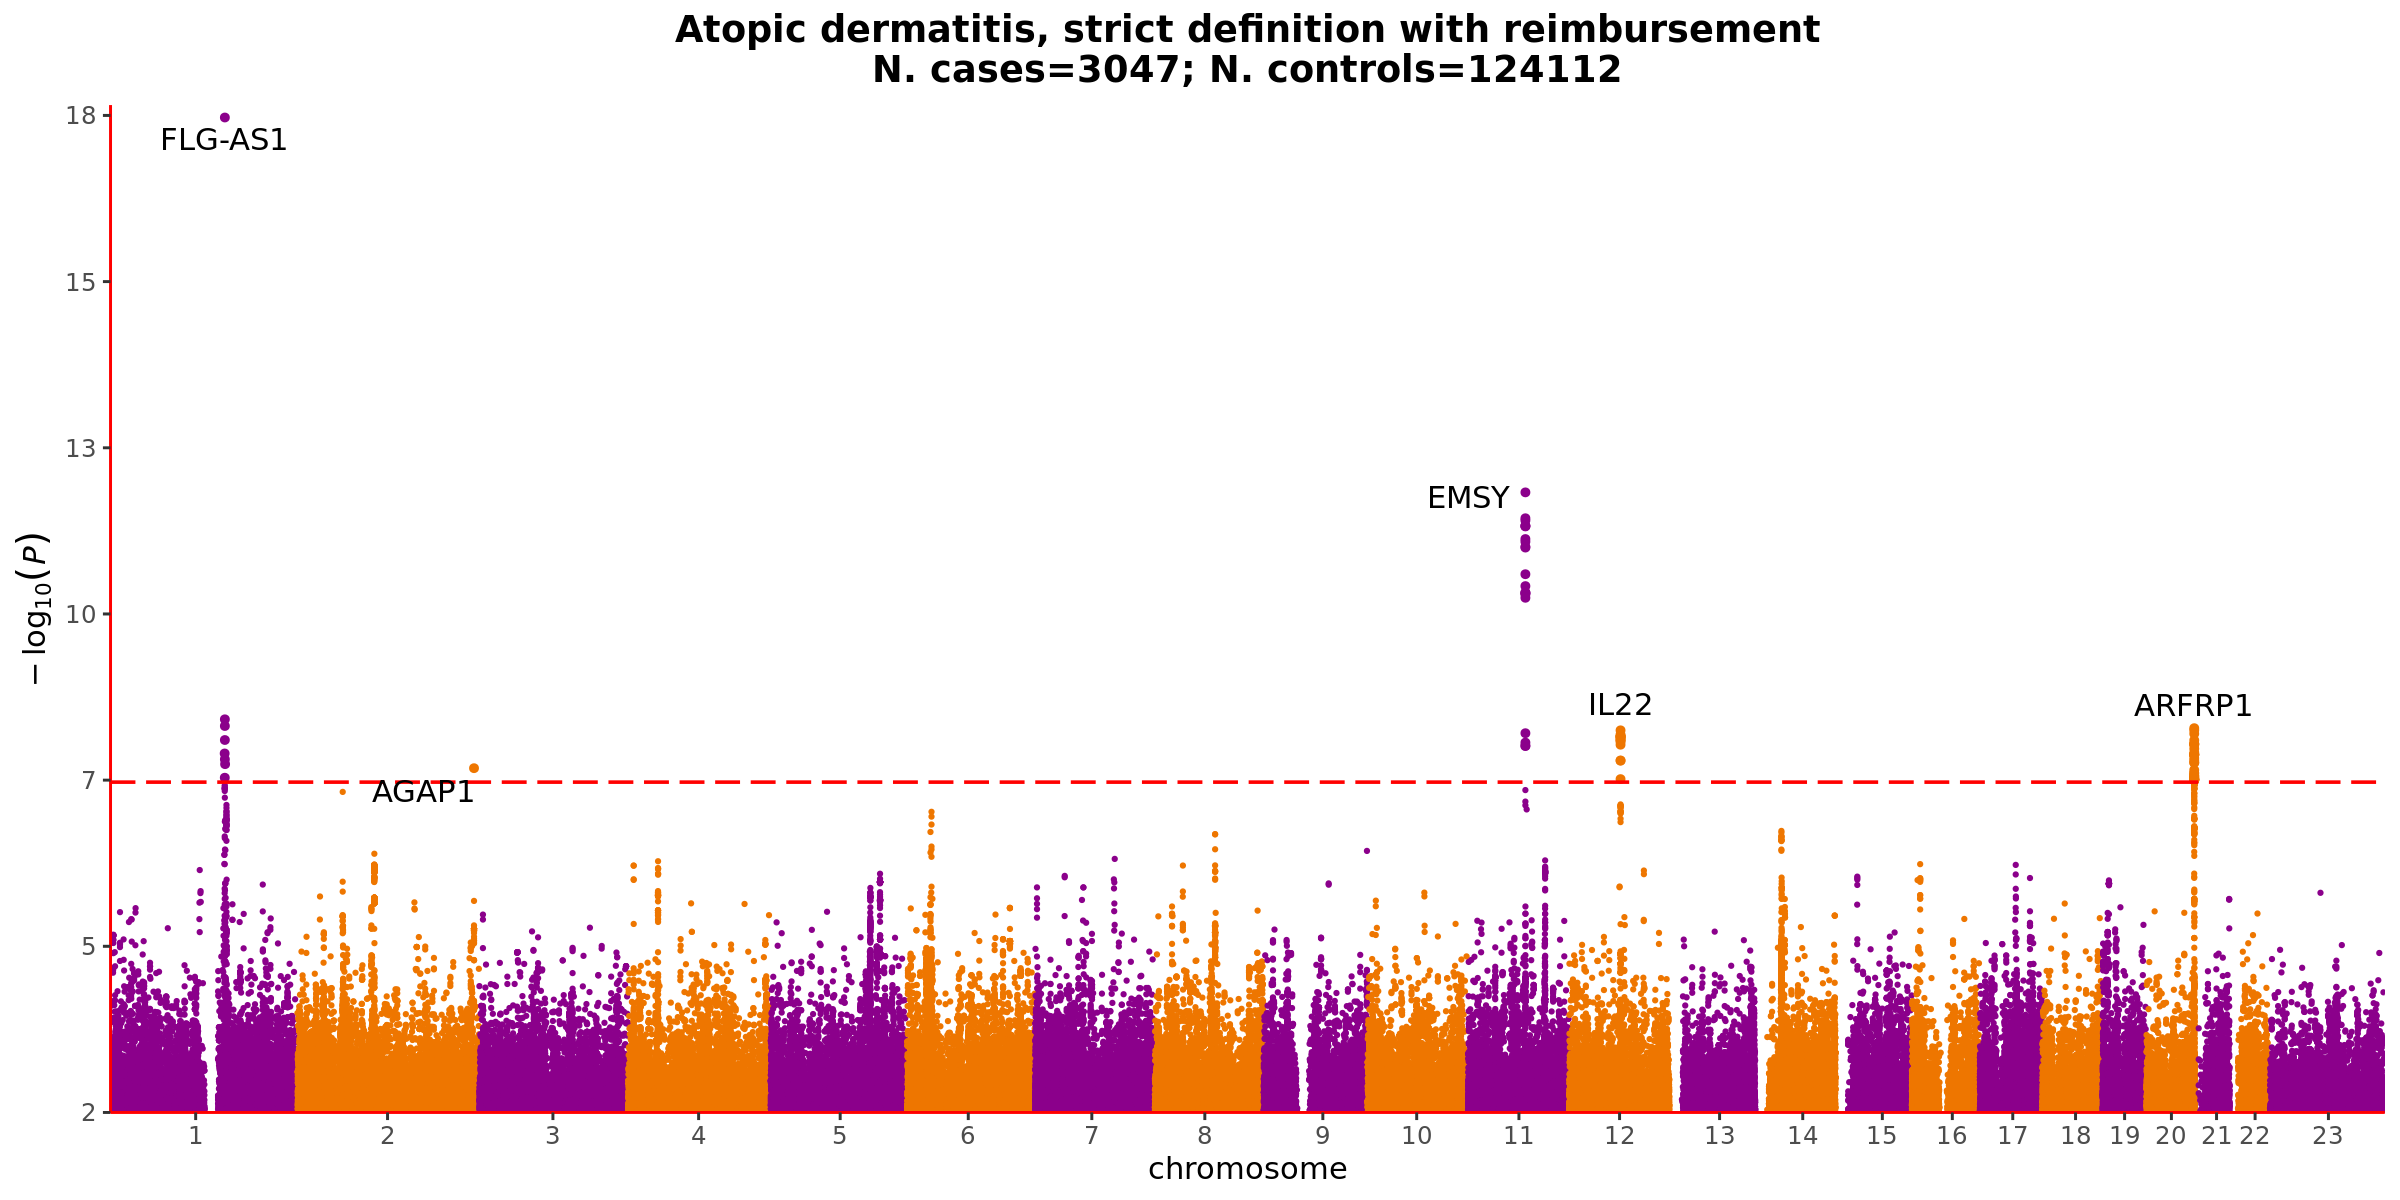 Atopic dermatitis, strict definition with reimbursement
N. cases=3047; N. controls=124112
18
FLG-AS1
15
13
EMSY
− log10(P)
10
IL22
ARFRP1
7
AGAP1
5
2
1 2 3 4 5 6 7 8 9 10 11 12 13 14 15 16 17 18 19 20 21 22 23
chromosome